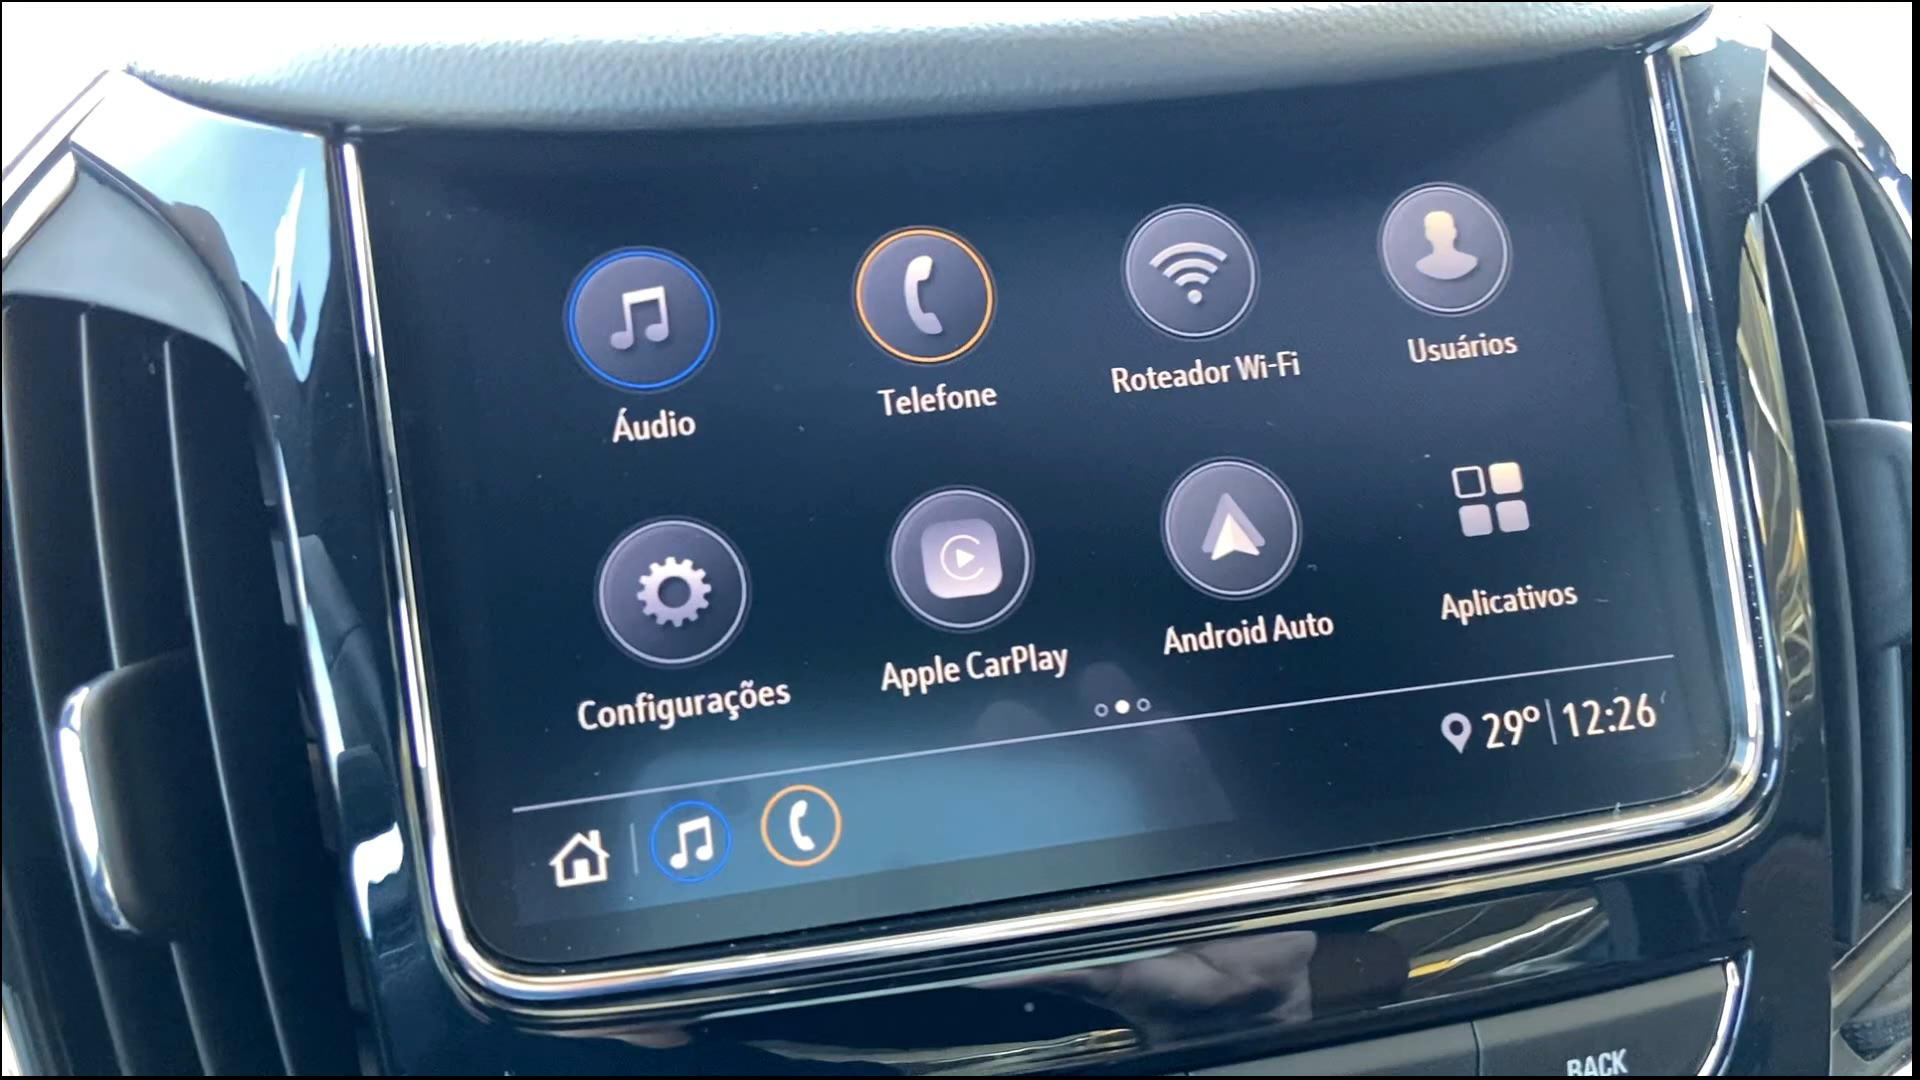 Áudio
Telefone
Roteador Wi-Fi
Usuários
Configurações
Apple CarPlay
Android Auto
Aplicativos
29° 12:26
BACK